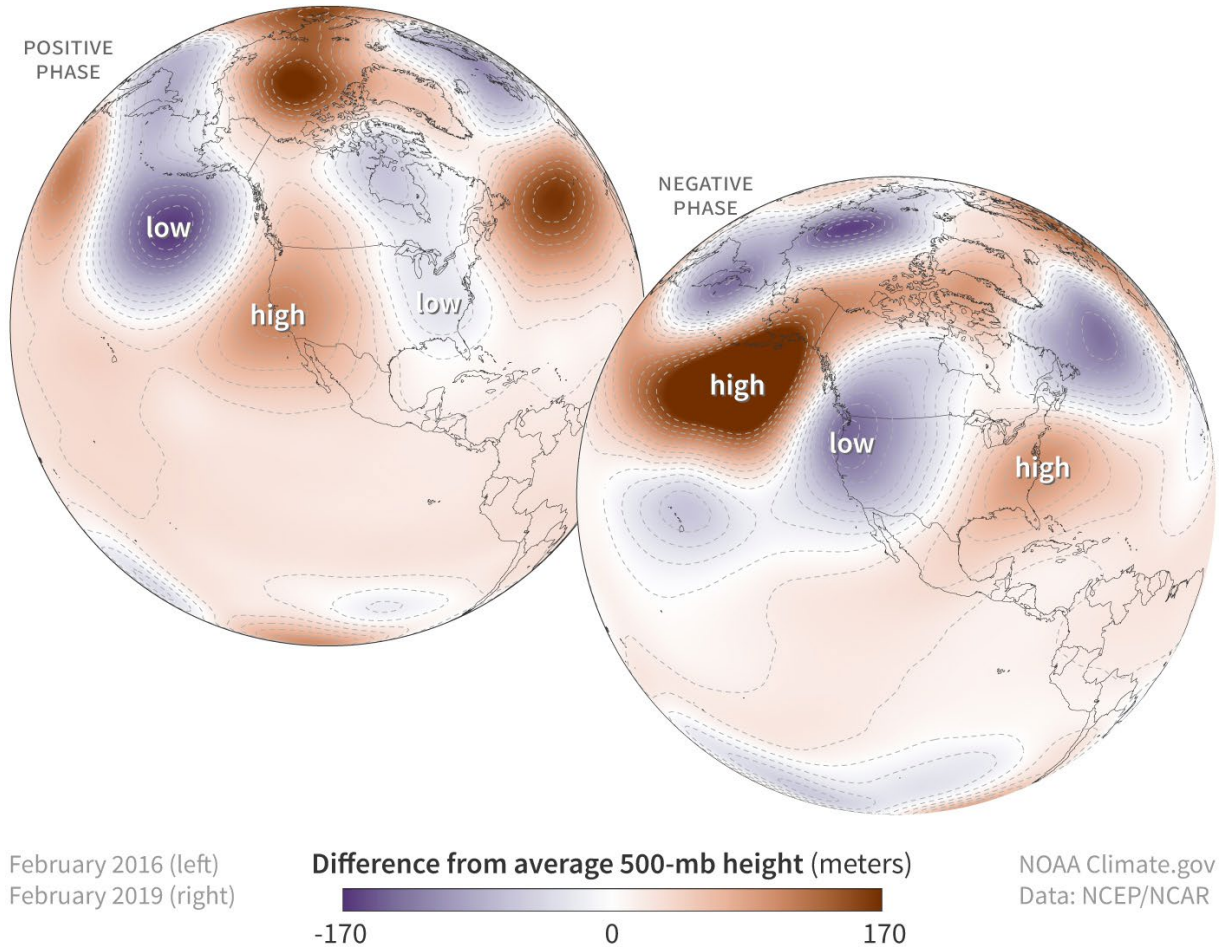 POSITIVE
PHASE
low
high
low
NEGATIVE
PHASE
high
low
high
February 2016 (left)
February 2019 (right)
Difference from average 500-mb height (meters)
-170
0
170
NOAA Climate.gov
Data: NCEP/NCAR